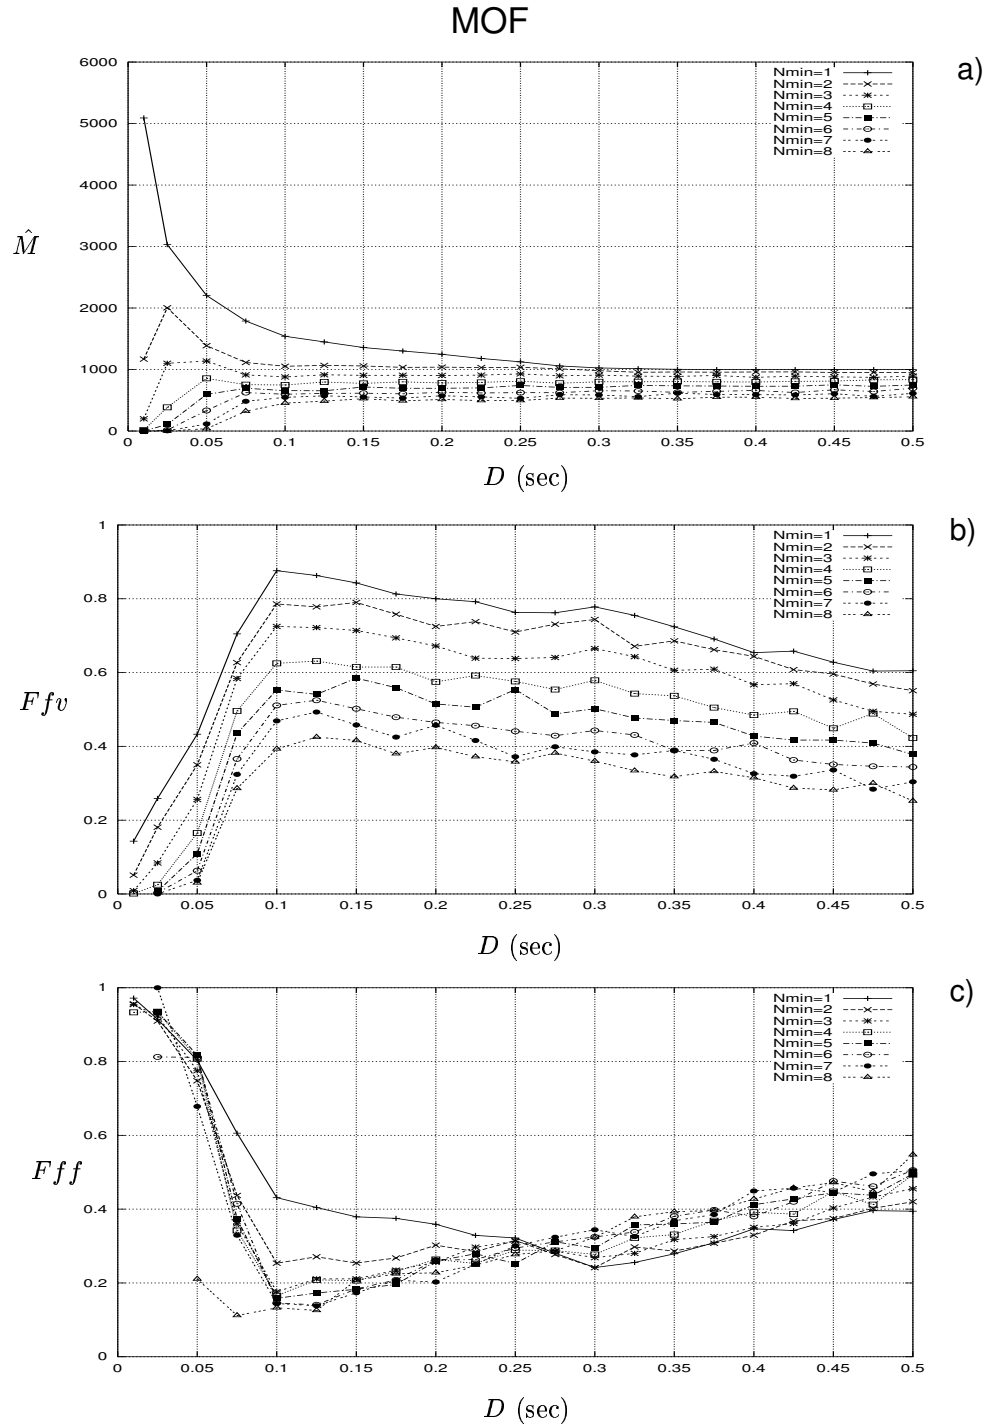 MOF
a)
6000
5000
4000
3000
2000
1000
0
M̂
Nmin=1
Nmin=2
Nmin=3
Nmin=4
Nmin=5
Nmin=6
Nmin=7
Nmin=8
0 0.05 0.1 0.15 0.2 0.25 0.3 0.35 0.4 0.45 0.5
D (sec)
b)
1
0.8
0.6
0.4
0.2
0
Ffv
Nmin=1
Nmin=2
Nmin=3
Nmin=4
Nmin=5
Nmin=6
Nmin=7
Nmin=8
0 0.05 0.1 0.15 0.2 0.25 0.3 0.35 0.4 0.45 0.5
D (sec)
c)
1
0.8
0.6
0.4
0.2
0
Fff
Nmin=1
Nmin=2
Nmin=3
Nmin=4
Nmin=5
Nmin=6
Nmin=7
Nmin=8
0 0.05 0.1 0.15 0.2 0.25 0.3 0.35 0.4 0.45 0.5
D (sec)